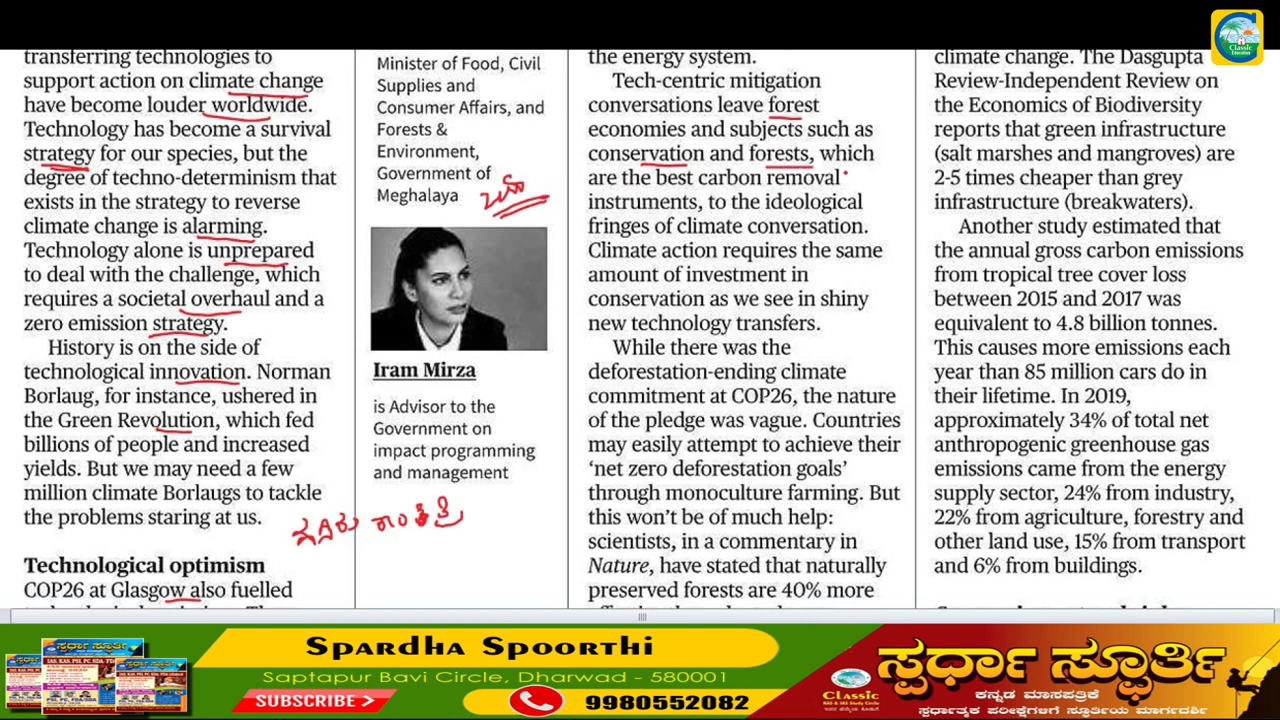 transferring technologies to
support action on climate change
have become louder worldwide.
Technology has become a survival
strategy for our species, but the
degree of techno-determinism that
exists in the strategy to reverse
climate change is alarming.
Technology alone is unprepared
to deal with the challenge, which
requires a societal overhaul and a
zero emission strategy.
History is on the side of
technological innovation. Norman
Borlaug, for instance, ushered in
the Green Revolution, which fed
billions of people and increased
yields. But we may need a few
million climate Borlaugs to tackle
the problems staring at us.
Technological optimism
COP26 at Glasgow also fuelled
Minister of Food, Civil
Supplies and
Consumer Affairs, and
Forests &
Environment,
Government of
Meghalaya
Iram Mirza
is Advisor to the
Government on
impact programming
and management
the energy system.
Tech-centric mitigation
conversations leave forest
economies and subjects such as
conservation and forests, which
are the best carbon removal
instruments, to the ideological
fringes of climate conversation.
Climate action requires the same
amount of investment in
conservation as we see in shiny
new technology transfers.
While there was the
deforestation-ending climate
commitment at COP26, the nature
of the pledge was vague. Countries
may easily attempt to achieve their
‘net zero deforestation goals’
through monoculture farming. But
this won’t be of much help:
scientists, in a commentary in
Nature, have stated that naturally
preserved forests are 40% more
climate change. The Dasgupta
Review-Independent Review on
the Economics of Biodiversity
reports that green infrastructure
(salt marshes and mangroves) are
2-5 times cheaper than grey
infrastructure (breakwaters).
Another study estimated that
the annual gross carbon emissions
from tropical tree cover loss
between 2015 and 2017 was
equivalent to 4.8 billion tonnes.
This causes more emissions each
year than 85 million cars do in
their lifetime. In 2019,
approximately 34% of total net
anthropogenic greenhouse gas
emissions came from the energy
supply sector, 24% from industry,
22% from agriculture, forestry and
other land use, 15% from transport
and 6% from buildings.
Classic
Education
Spardha Spoorthi
Saptapur Bavi Circle, Dharwad - 580001
SUBSCRIBE
9980552082
Classic
IAS & KAS Study Circle
ಸ್ಪರ್ಧಾ ಸ್ಫೂರ್ತಿ
ಕನ್ನಡ ಮಾಸಪತ್ರಿಕೆ
ಸ್ಪರ್ಧಾತ್ಮಕ ಪರೀಕ್ಷೆಗಳಿಗೆ ಸ್ಫೂರ್ತಿಯ ಮಾರ್ಗದರ್ಶಿ